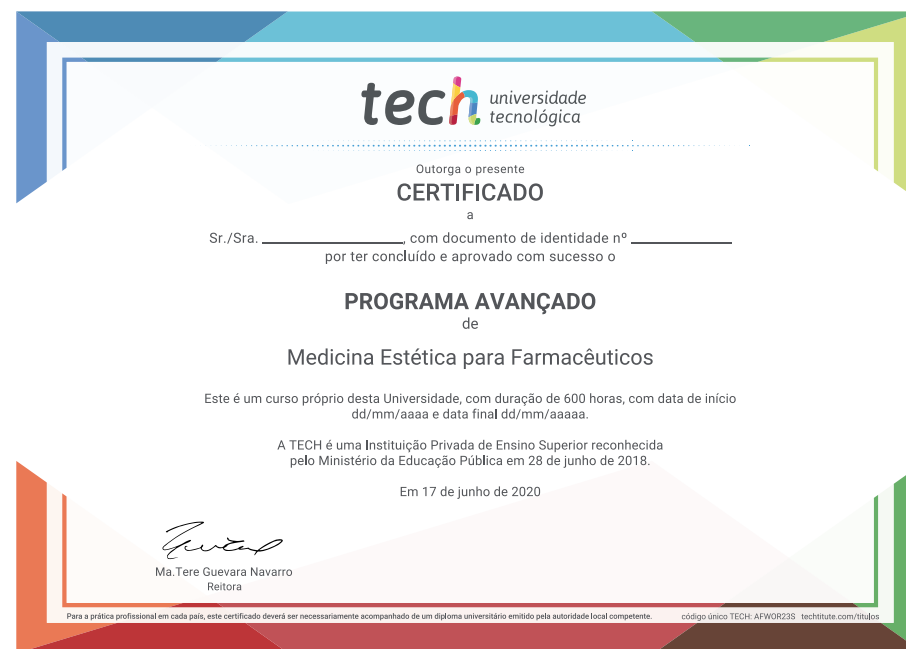 tech universidade
tecnológica
Outorga o presente
CERTIFICADO
a
Sr./Sra. ________________, com documento de identidade nº ____________
por ter concluído e aprovado com sucesso o
PROGRAMA AVANÇADO
de
Medicina Estética para Farmacêuticos
Este é um curso próprio desta Universidade, com duração de 600 horas, com data de início
dd/mm/aaaa e data final dd/mm/aaaaa.
A TECH é uma Instituição Privada de Ensino Superior reconhecida
pelo Ministério da Educação Pública em 28 de junho de 2018.
Em 17 de junho de 2020
Ma.Tere Guevara Navarro
Reitora
Para a prática profissional em cada país, este certificado deverá ser necessariamente acompanhado de um diploma universitário emitido pela autoridade local competente. código único TECH: AFWOR23S techtitute.com/titulos